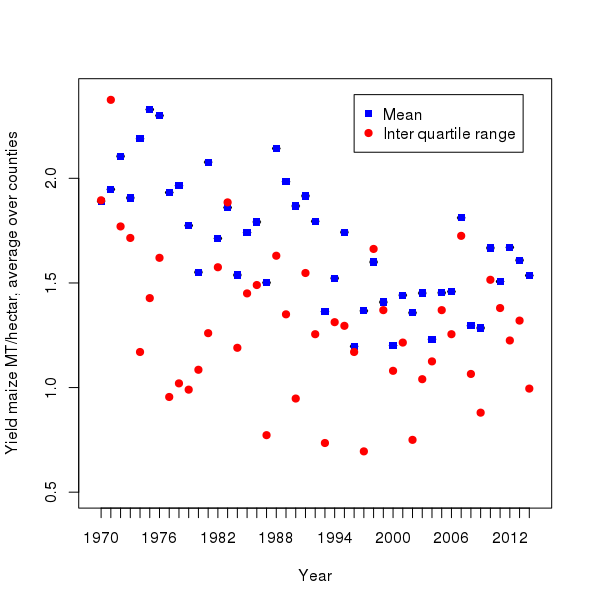 Mean
Inter quartile range
Yield maize MT/hectar, average over counties
2.0
1.5
1.0
0.5
1970 1976 1982 1988 1994 2000 2006 2012
Year